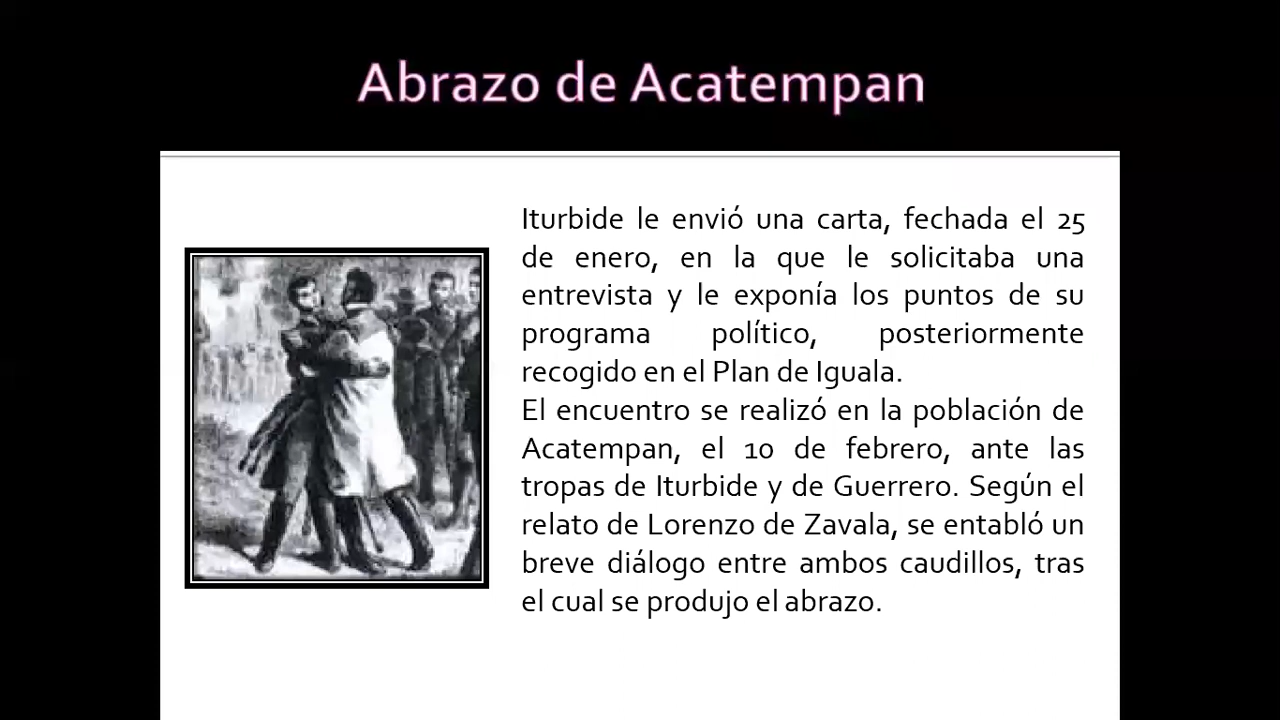 Abrazo de Acatempan
Iturbide le envió una carta, fechada el 25
de enero, en la que le solicitaba una
entrevista y le exponía los puntos de su
programa político, posteriormente
recogido en el Plan de Iguala.
El encuentro se realizó en la población de
Acatempan, el 10 de febrero, ante las
tropas de Iturbide y de Guerrero. Según el
relato de Lorenzo de Zavala, se entabló un
breve diálogo entre ambos caudillos, tras
el cual se produjo el abrazo.